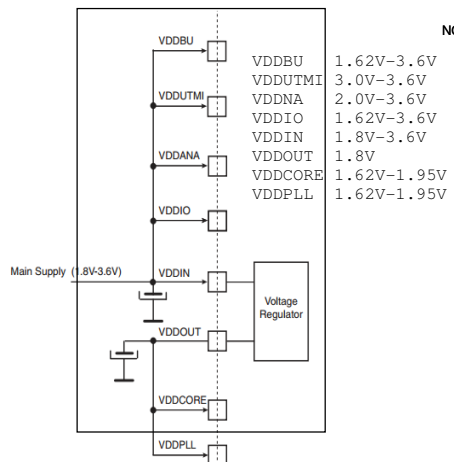 NO
VDDBU
VDDBU 1.62V-3.6V
VDDUTMI 3.0V-3.6V
VDDNA 2.0V-3.6V
VDDIO 1.62V-3.6V
VDDIN 1.8V-3.6V
VDDOUT 1.8V
VDDCORE 1.62V-1.95V
VDDPLL 1.62V-1.95V
VDDUTMI
VDDANA
VDDIO
Main Supply (1.8V-3.6V)
VDDIN
Voltage
Regulator
VDDOUT
VDDCORE
VDDPLL